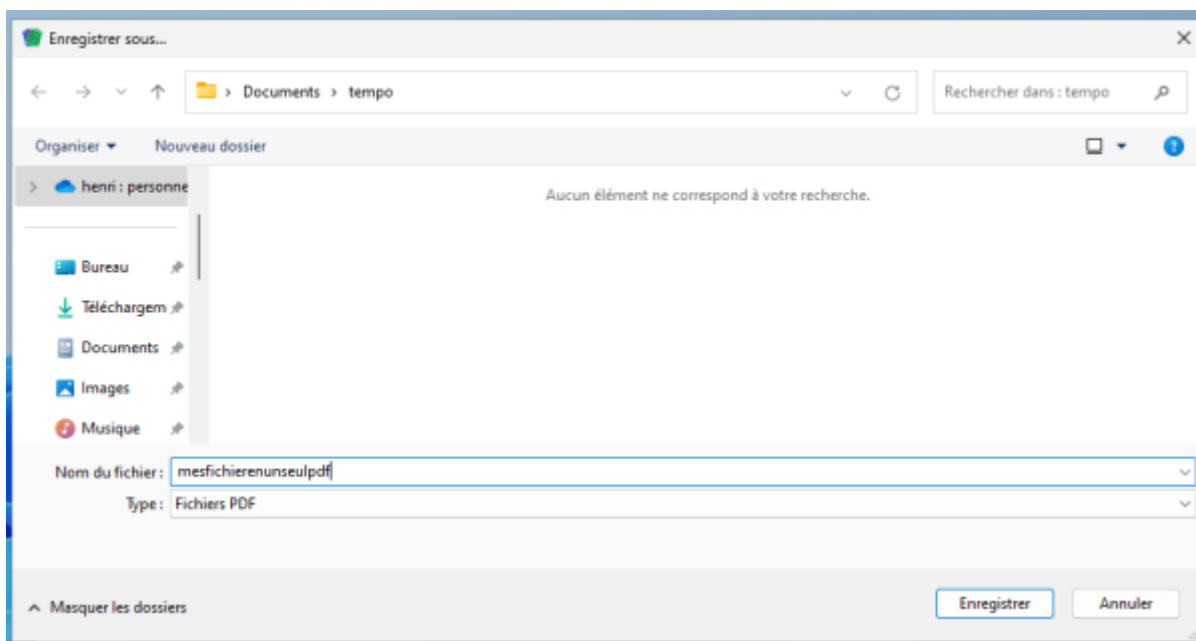 Enregistrer sous...
Documents > tempo
Rechercher dans : tempo
Organiser
Nouveau dossier
henri : personne
Aucun élément ne correspond à votre recherche.
Bureau
Téléchargem
Documents
Images
Musique
Nom du fichier : mesfichierenunseulpdf
Type : Fichiers PDF
Masquer les dossiers
Enregistrer
Annuler